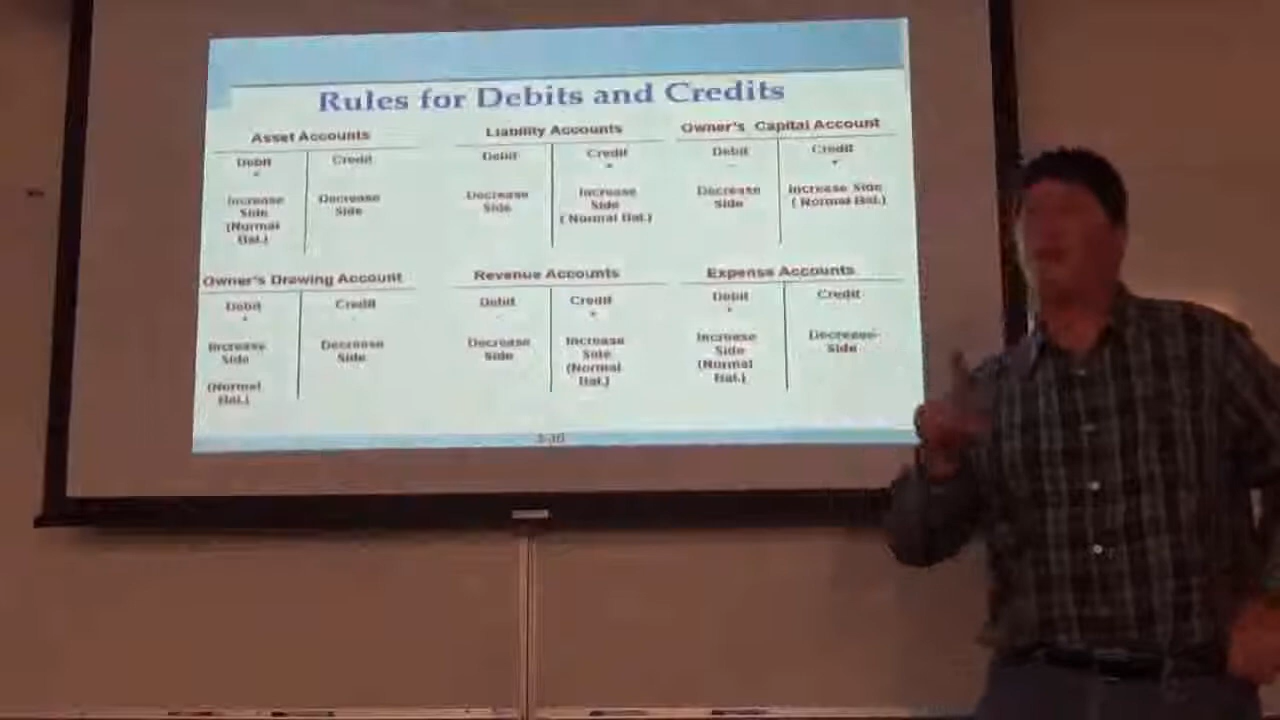 Rules for Debits and Credits
Asset Accounts
Debit
Credit
+
Increase
Side
(Normal
Bal.)
Decrease
Side
Liability Accounts
Debit
Credit
+
Decrease
Side
Increase
Side
( Normal Bal.)
Owner's Capital Account
Debit
Credit
-
+
Decrease
Side
Increase Side
( Normal Bal.)
Owner's Drawing Account
Debit
Credit
+
-
Increase
Side
(Normal
Bal.)
Decrease
Side
Revenue Accounts
Debit
Credit
-
+
Decrease
Side
Increase
Side
(Normal
Bal.)
Expense Accounts
Debit
Credit
+
Increase
Side
(Normal
Bal.)
Decrease
Side